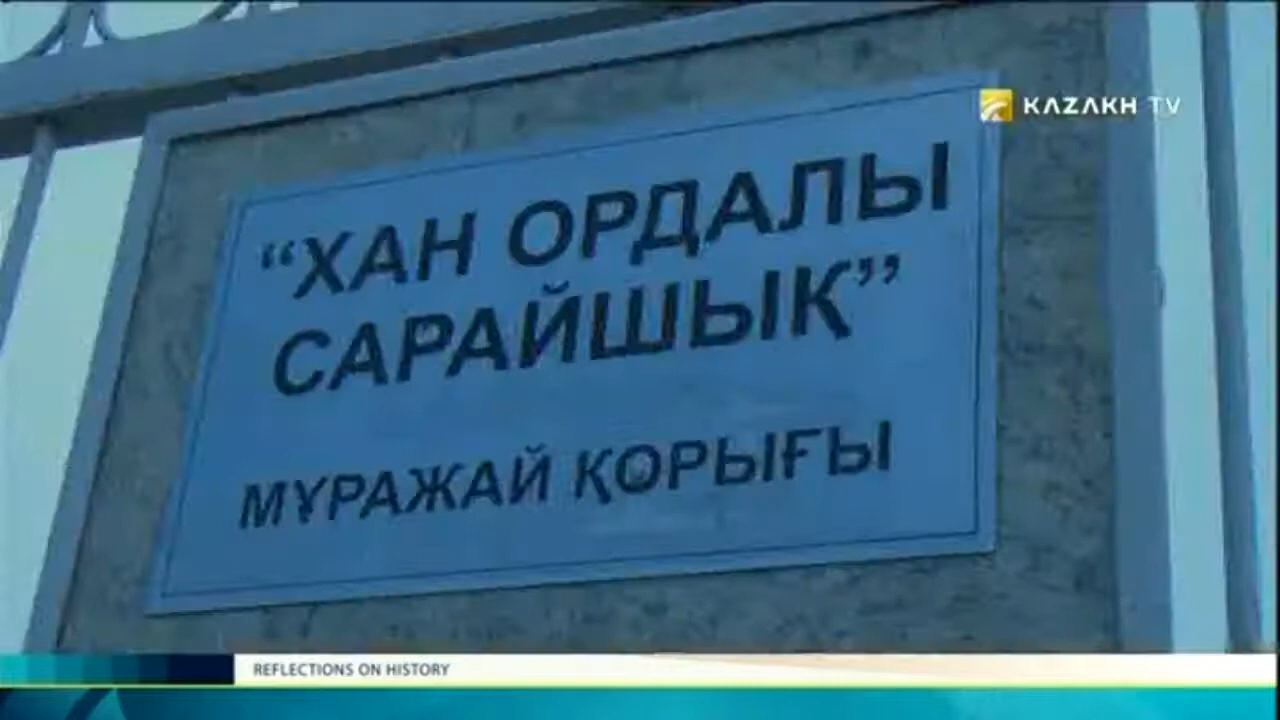 KAZAKH TV
“ХАН ОРДАЛЫ
САРАЙШЫҚ”
МҰРАЖАЙ ҚОРЫҒЫ
REFLECTIONS ON HISTORY